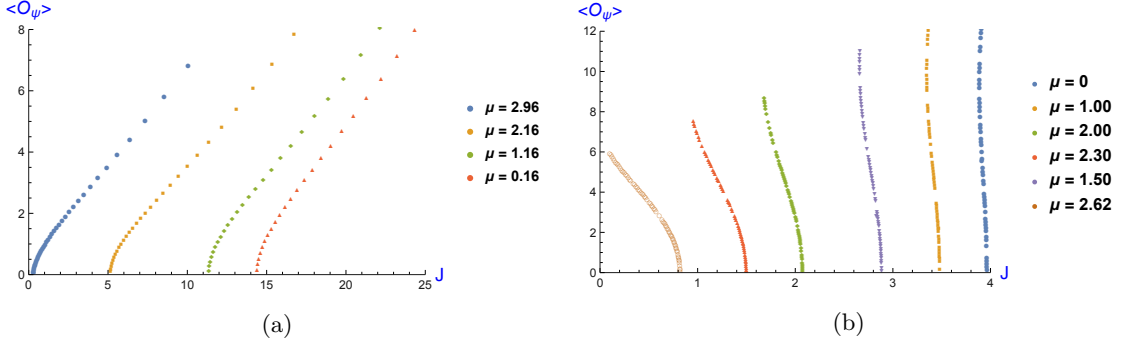 <O_ψ>
8
6
4
2
0
0 5 10 15 20 25
J
μ = 2.96
μ = 2.16
μ = 1.16
μ = 0.16
(a)
<O_ψ>
12
10
8
6
4
2
0
0 1 2 3 4
J
μ = 0
μ = 1.00
μ = 2.00
μ = 2.30
μ = 1.50
μ = 2.62
(b)